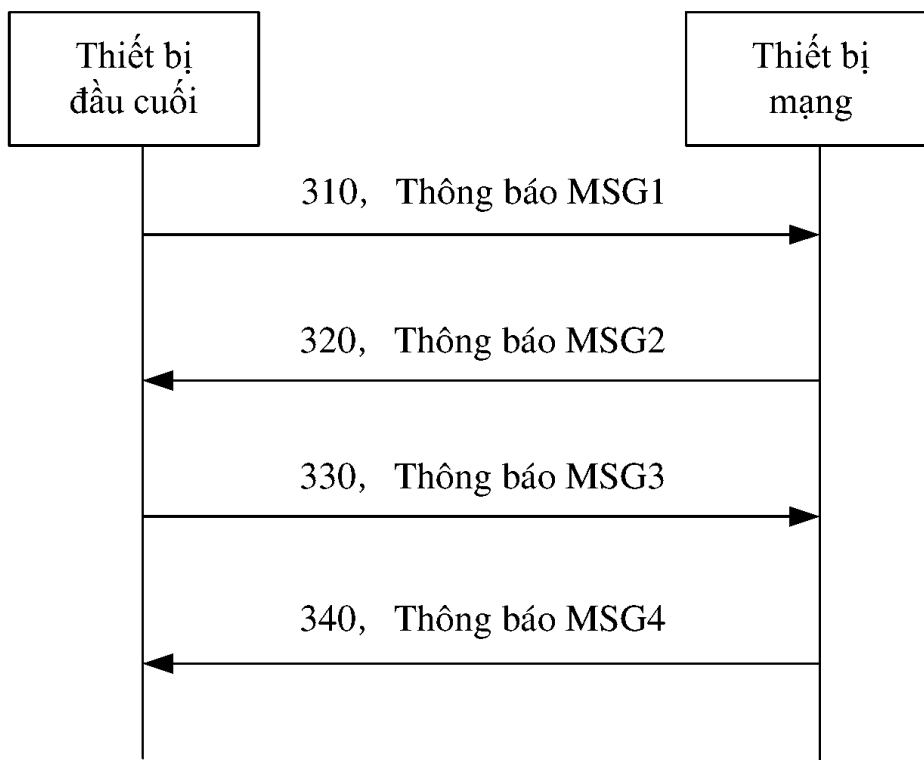 Thiết bị
đầu cuối
Thiết bị
mạng
310, Thông báo MSG1
320, Thông báo MSG2
330, Thông báo MSG3
340, Thông báo MSG4